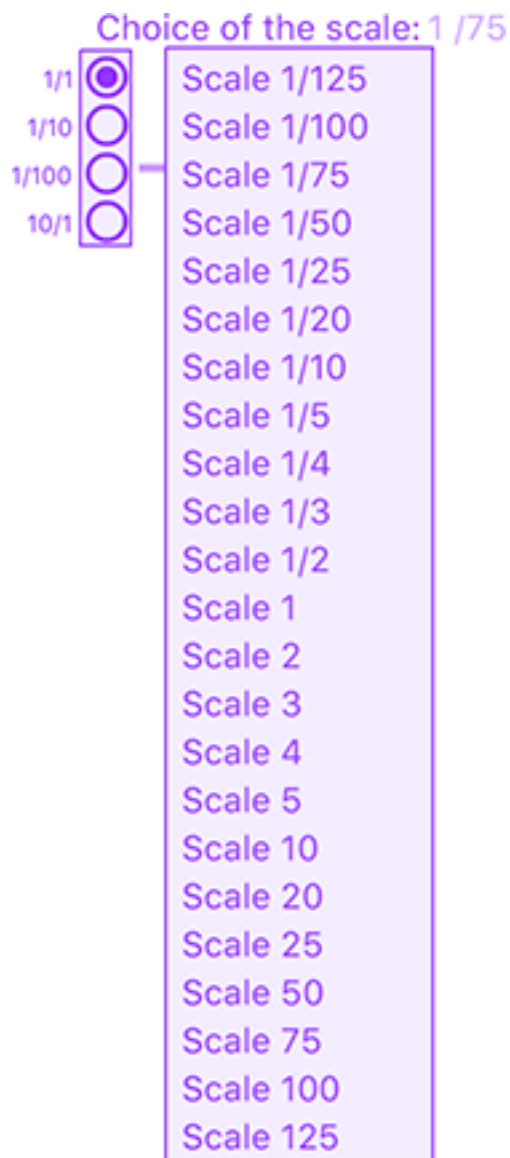 Choice of the scale: 1 /75
1/1
1/10
1/100
10/1
Scale 1/125
Scale 1/100
Scale 1/75
Scale 1/50
Scale 1/25
Scale 1/20
Scale 1/10
Scale 1/5
Scale 1/4
Scale 1/3
Scale 1/2
Scale 1
Scale 2
Scale 3
Scale 4
Scale 5
Scale 10
Scale 20
Scale 25
Scale 50
Scale 75
Scale 100
Scale 125